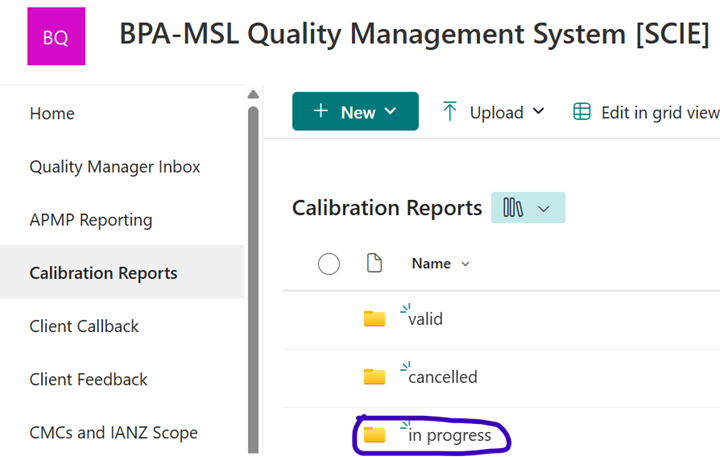 BQ
BPA-MSL Quality Management System [SCIE]
Home
Quality Manager Inbox
APMP Reporting
Calibration Reports
Client Callback
Client Feedback
CMCs and IANZ Scope
New
Upload
Edit in grid view
Calibration Reports
Name
valid
cancelled
in progress